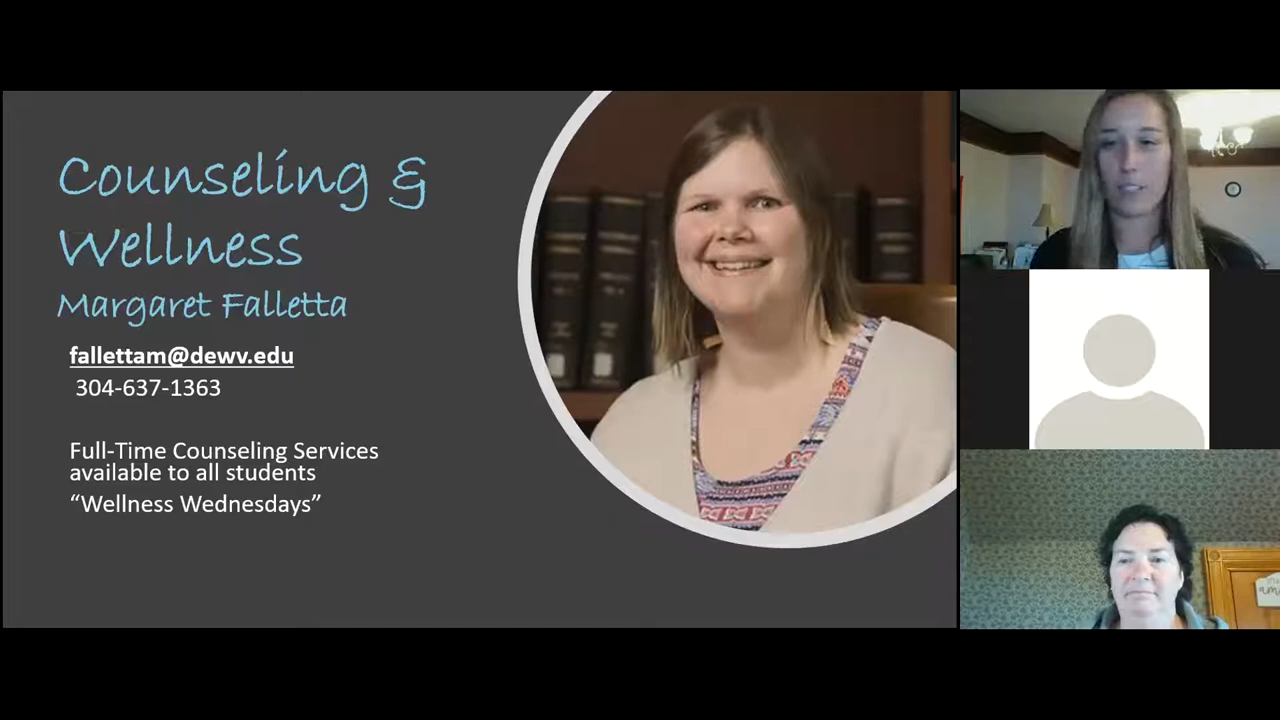 Counseling &
Wellness
Margaret Falletta
fallettam@dewv.edu
304-637-1363
Full-Time Counseling Services
available to all students
“Wellness Wednesdays”